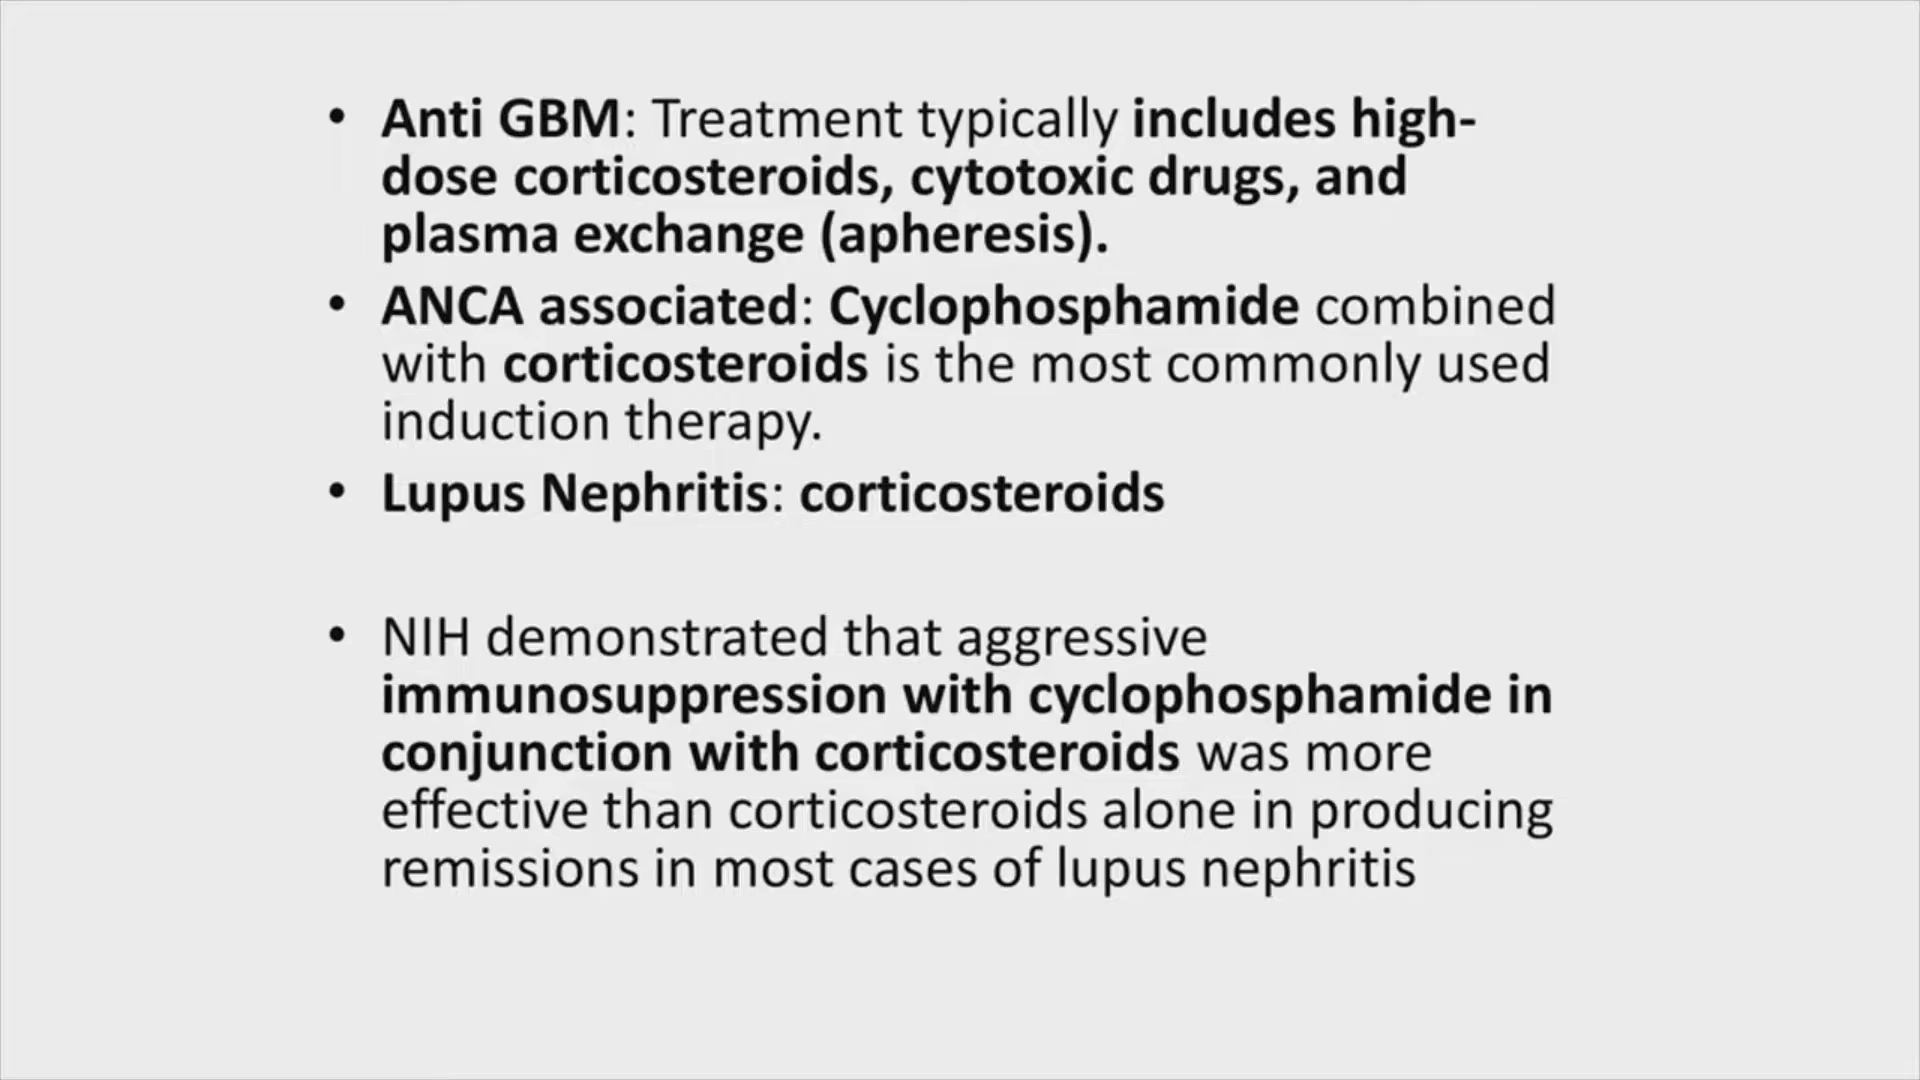 • Anti GBM: Treatment typically includes high-
dose corticosteroids, cytotoxic drugs, and
plasma exchange (apheresis).
• ANCA associated: Cyclophosphamide combined
with corticosteroids is the most commonly used
induction therapy.
• Lupus Nephritis: corticosteroids
• NIH demonstrated that aggressive
immunosuppression with cyclophosphamide in
conjunction with corticosteroids was more
effective than corticosteroids alone in producing
remissions in most cases of lupus nephritis